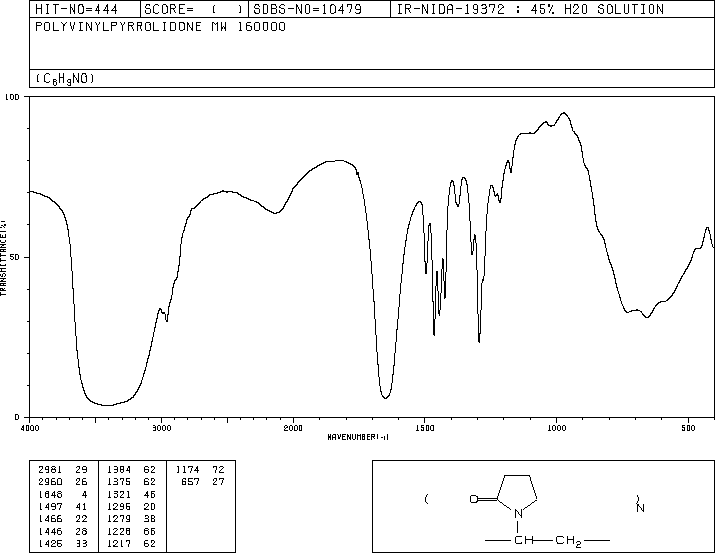 HIT-NO=444 SCORE= ( ) SDBS-NO=10479 IR-NIDA-19372 : 45% H2O SOLUTION
POLYVINYLPYRROLIDONE MW 160000
(C6H9NO)
100
50
0
TRANSMITTANCE(%)
4000 3000 2000 1500 1000 500
WAVENUMBER(-1)
2981 29 1384 62 1174 72
2960 26 1375 62 657 27
1648 4 1321 46
1497 41 1295 20
1466 22 1279 38
1446 28 1228 66
1425 33 1217 62
( O N )N
CH CH2